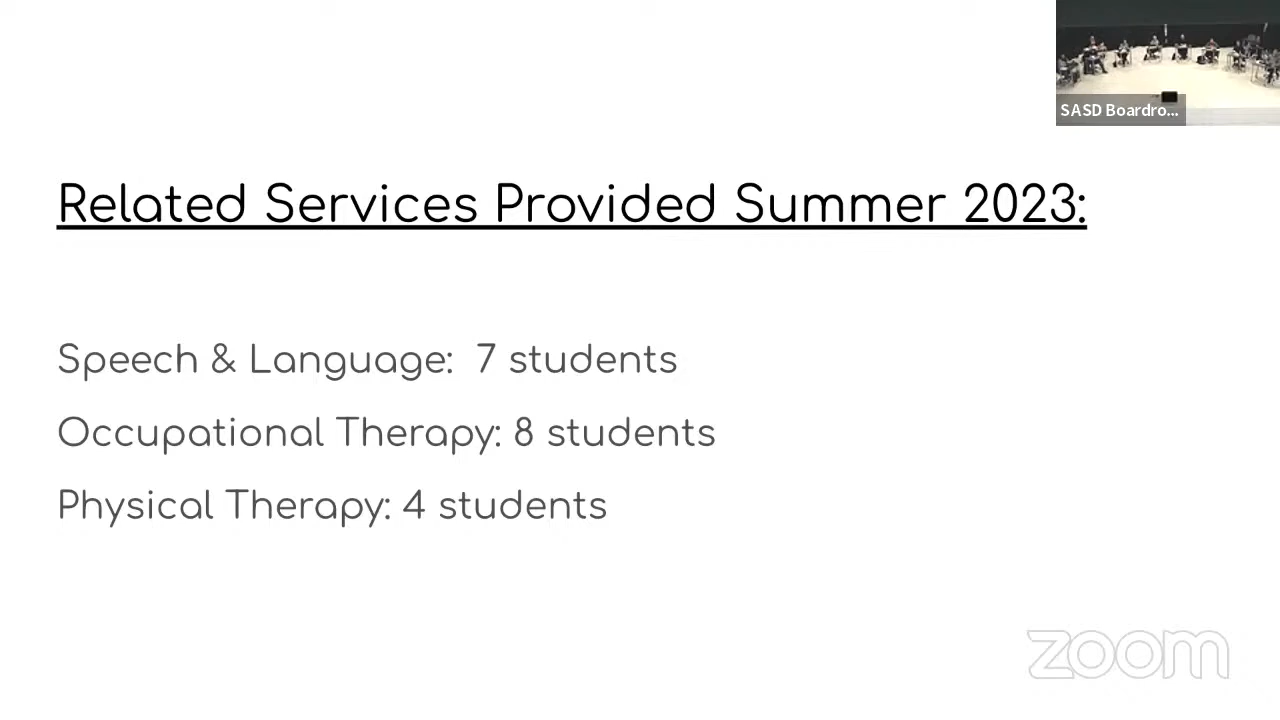 SASD Boardro...
Related Services Provided Summer 2023:
Speech & Language: 7 students
Occupational Therapy: 8 students
Physical Therapy: 4 students
zoom